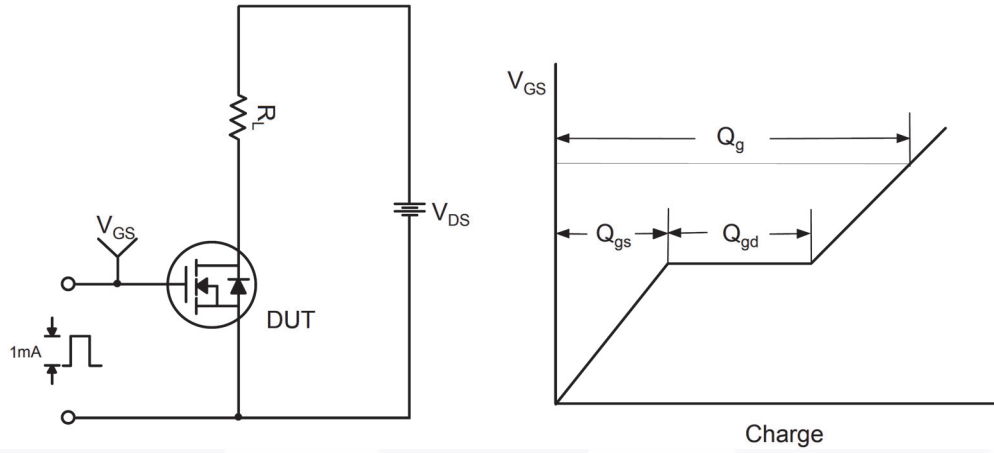 R_L
V_GS
V_DS
DUT
1mA
V_GS
Q_g
Q_gs
Q_gd
Charge